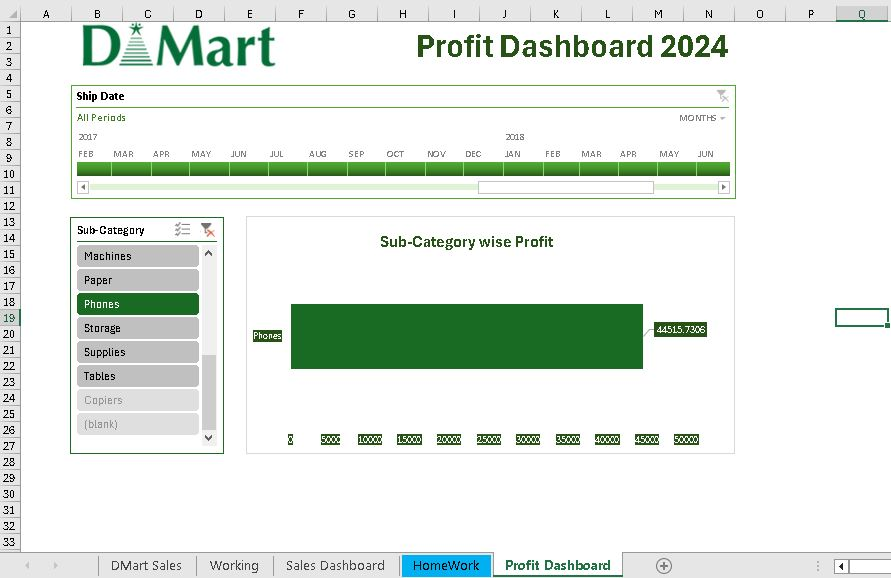 A B C D E F G H I J K L M N O P Q
1
2
3
4
5
6
7
8
9
10
11
12
13
14
15
16
17
18
19
20
21
22
23
24
25
26
27
28
29
30
31
32
33
DMart
Profit Dashboard 2024
Ship Date
All Periods MONTHS
2017 2018
FEB MAR APR MAY JUN JUL AUG SEP OCT NOV DEC JAN FEB MAR APR MAY JUN
Sub-Category
Machines
Paper
Phones
Storage
Supplies
Tables
Copiers
(blank)
Sub-Category wise Profit
Phones 44515.7306
0 5000 10000 15000 20000 25000 30000 35000 40000 45000 50000
DMart Sales Working Sales Dashboard HomeWork Profit Dashboard